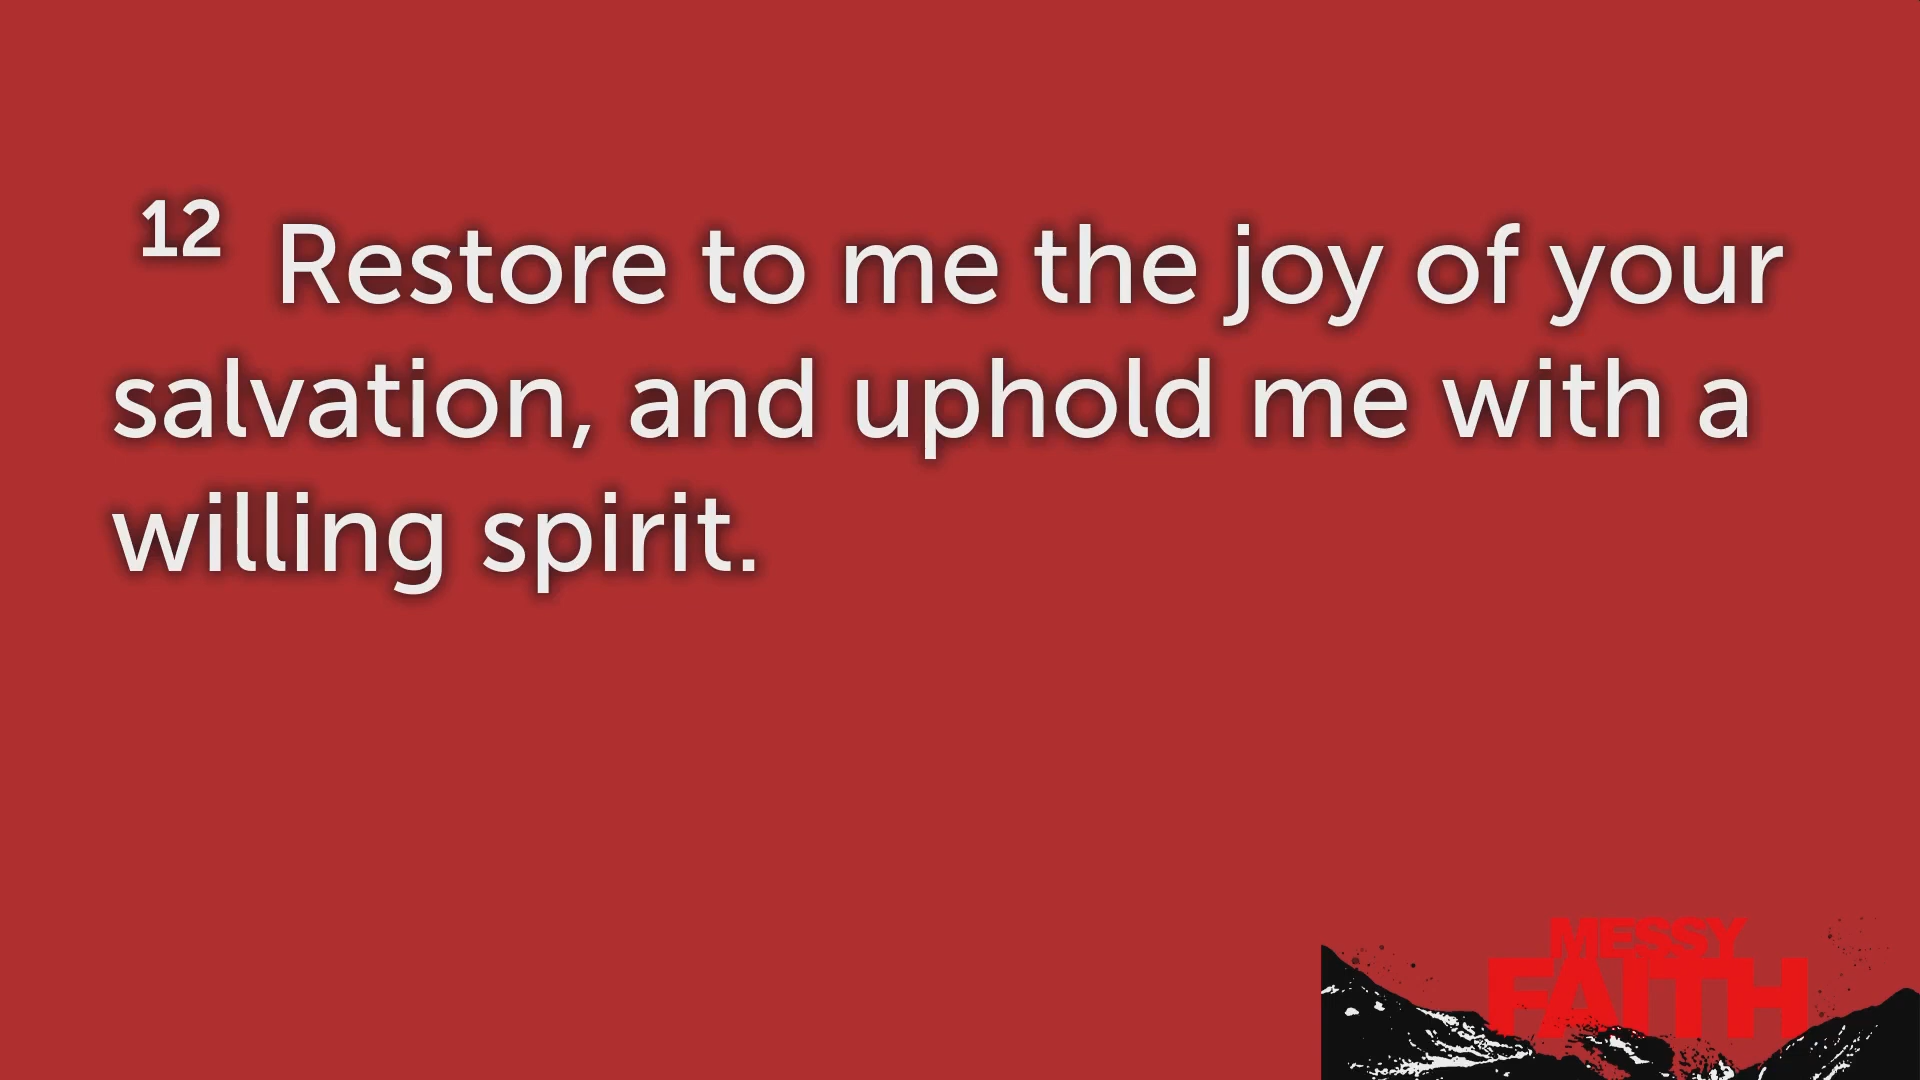 12 Restore to me the joy of your
salvation, and uphold me with a
willing spirit.
MESSY
FAITH